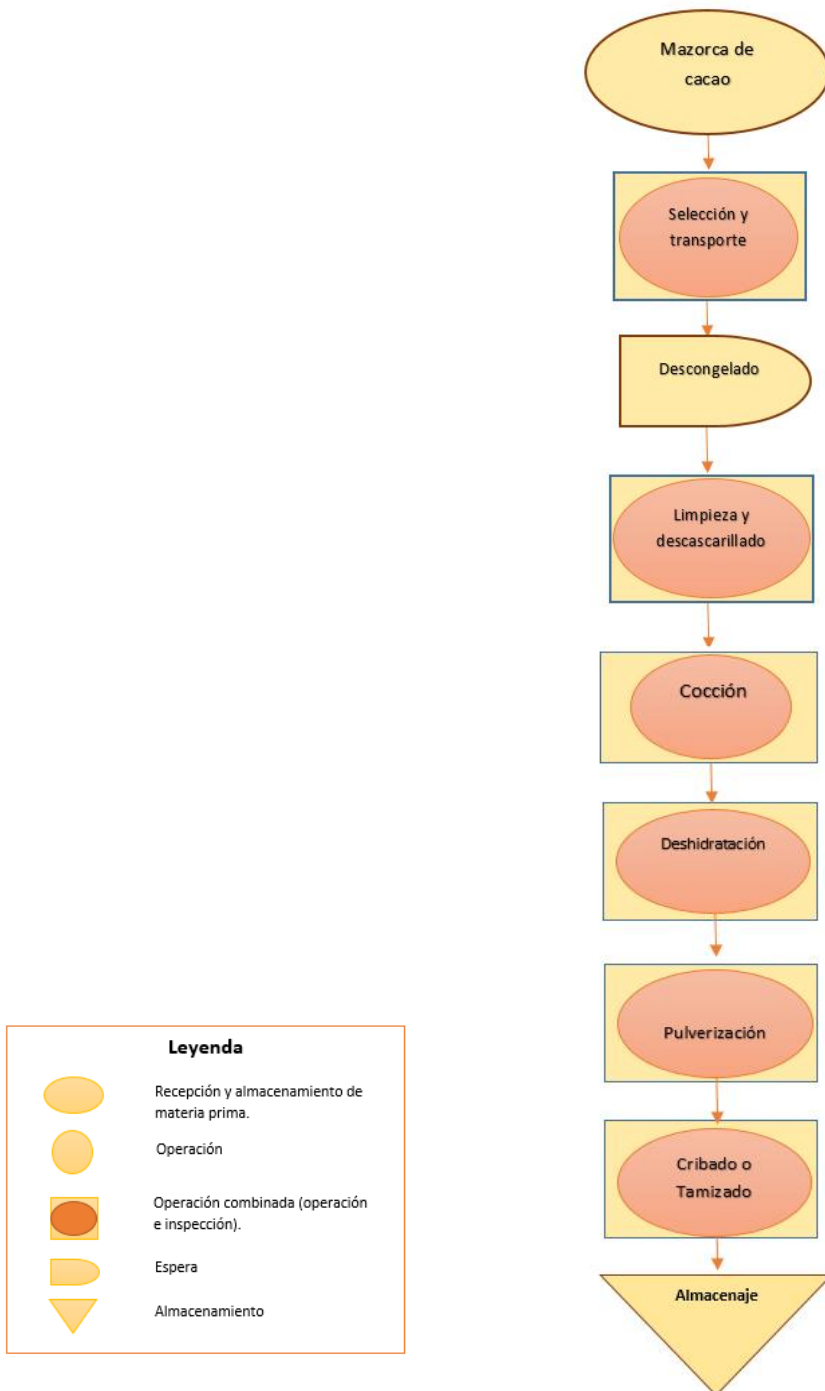 Mazorca de
cacao
Selección y
transporte
Descongelado
Limpieza y
descascarillado
Cocción
Deshidratación
Pulverización
Cribado o
Tamizado
Almacenaje
Leyenda
Recepción y almacenamiento de
materia prima.
Operación
Operación combinada (operación
e inspección).
Espera
Almacenamiento